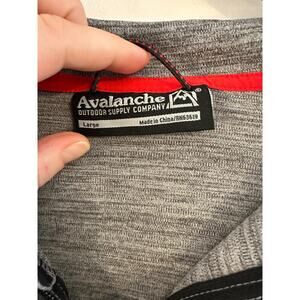 Avalanche
OUTDOOR SUPPLY COMPANY
Large Made in China/RN63619